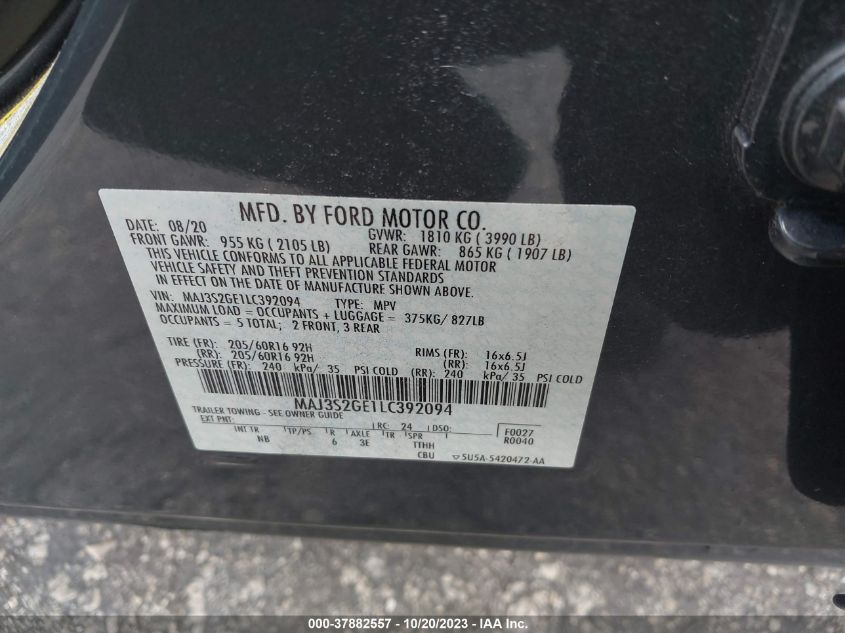 MFD. BY FORD MOTOR CO.
DATE: 08/20 GVWR: 1810 KG ( 3990 LB)
FRONT GAWR: 955 KG ( 2105 LB) REAR GAWR: 865 KG ( 1907 LB)
THIS VEHICLE CONFORMS TO ALL APPLICABLE FEDERAL MOTOR
VEHICLE SAFETY AND THEFT PREVENTION STANDARDS
IN EFFECT ON THE DATE OF MANUFACTURE SHOWN ABOVE.
VIN: MAJ3S2GE1LC392094 TYPE: MPV
MAXIMUM LOAD = OCCUPANTS + LUGGAGE = 375KG/ 827LB
OCCUPANTS = 5 TOTAL; 2 FRONT, 3 REAR
TIRE (FR): 205/60R16 92H RIMS (FR): 16x6.5J
(RR): 205/60R16 92H (RR): 16x6.5J
PRESSURE (FR): 240 kPa/ 35 PSI COLD (RR): 240 kPa/ 35 PSI COLD
MAJ3S2GE1LC392094
TRAILER TOWING - SEE OWNER GUIDE
EXT PNT: RC: 24 DSO: F0027
INT TR TP/PS R AXLE TR SPR R0040
NB 6 3E TTHH
CBU 5U5A-5420472-AA
000-37882557 - 10/20/2023 - IAA Inc.